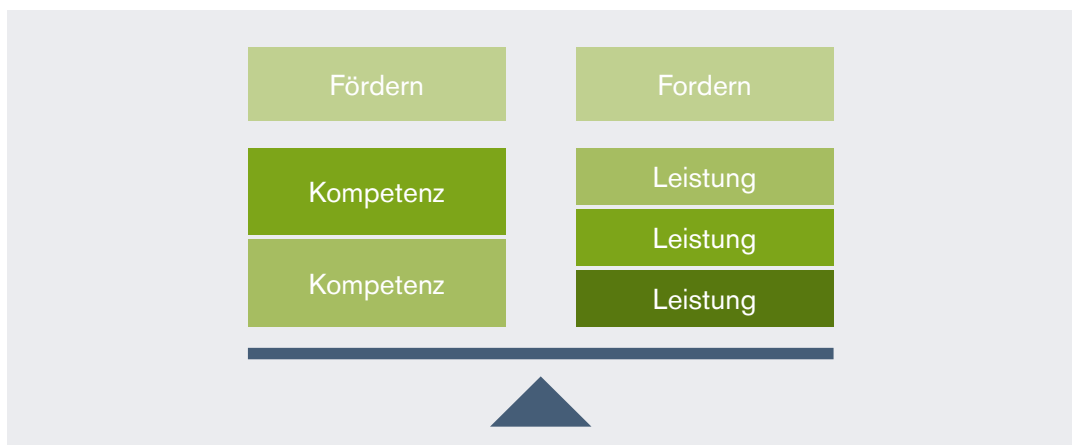 Fördern
Fordern
Kompetenz
Kompetenz
Leistung
Leistung
Leistung